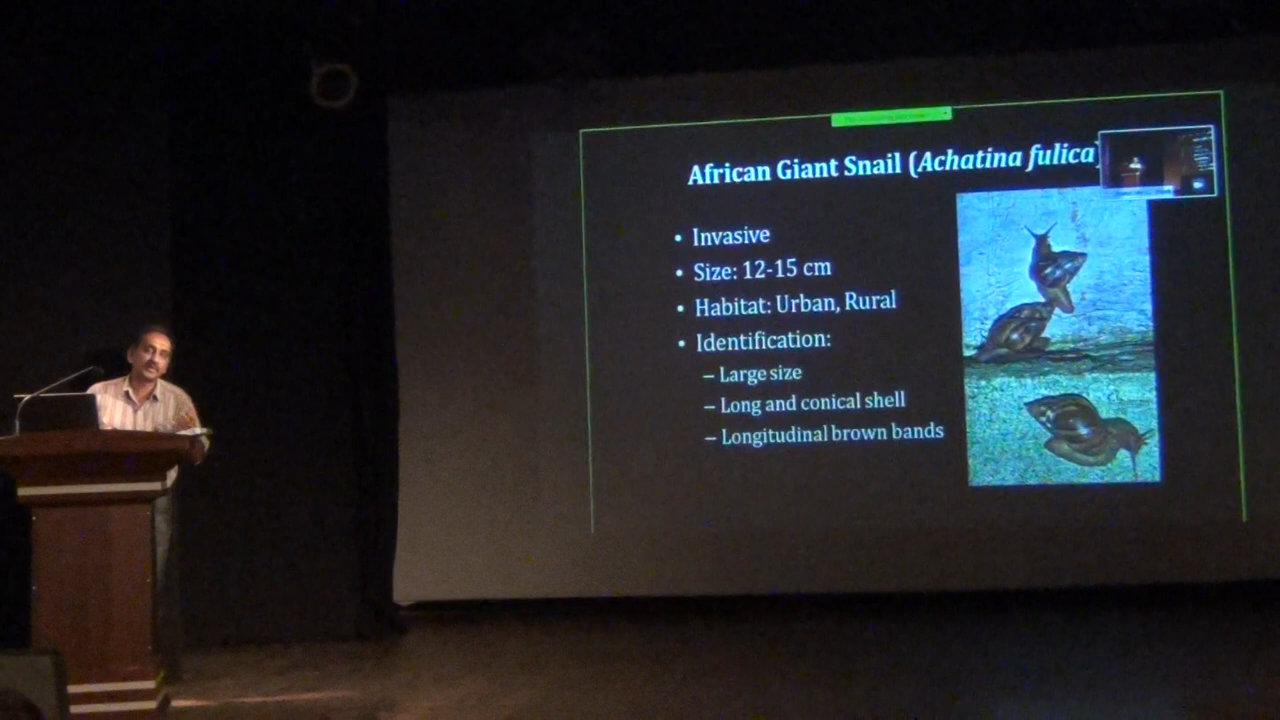 African Giant Snail (Achatina fulica)
• Invasive
• Size: 12-15 cm
• Habitat: Urban, Rural
• Identification:
– Large size
– Long and conical shell
– Longitudinal brown bands